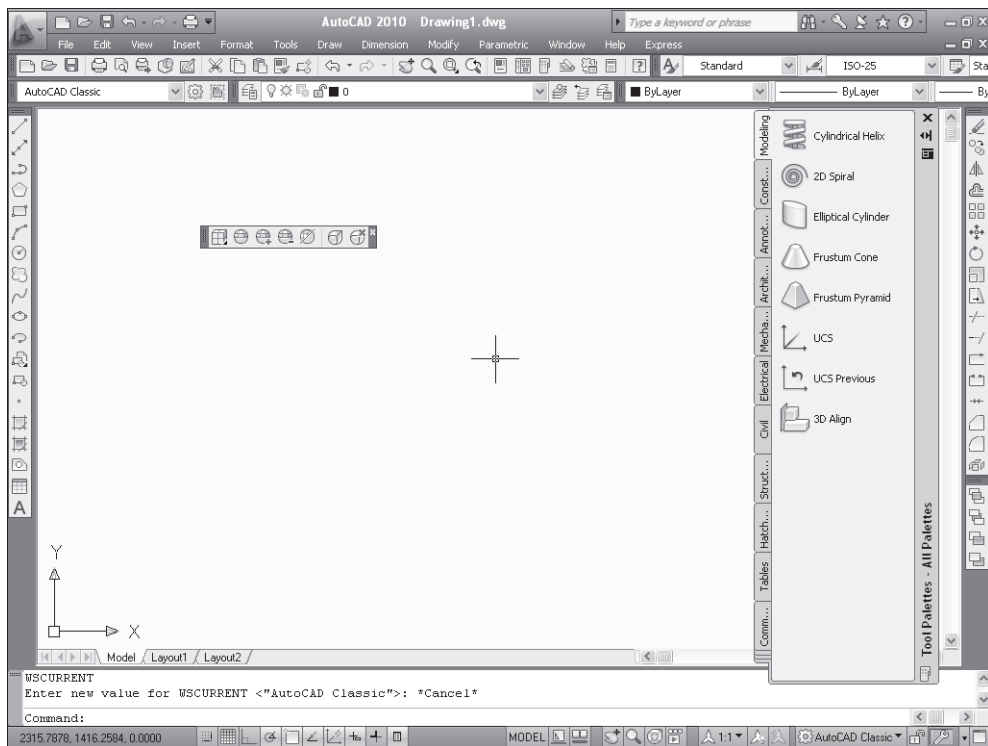 AutoCAD 2010 Drawing1.dwg Type a keyword or phrase
File Edit View Insert Format Tools Draw Dimension Modify Parametric Window Help Express
Standard ISO-25 Sta
AutoCAD Classic 0 ByLayer ByLayer By
Modeling
Const...
Annot...
Archit...
Mecha...
Electrical
Civil
Struct...
Hatch...
Tables
Comm...
Cylindrical Helix
2D Spiral
Elliptical Cylinder
Frustum Cone
Frustum Pyramid
UCS
UCS Previous
3D Align
Tool Palettes - All Palettes
A
Y
X
Model Layout1 Layout2
WSCURRENT
Enter new value for WSCURRENT <"AutoCAD Classic">: *Cancel*
Command:
2315.7878, 1416.2584, 0.0000 MODEL 1:1 AutoCAD Classic